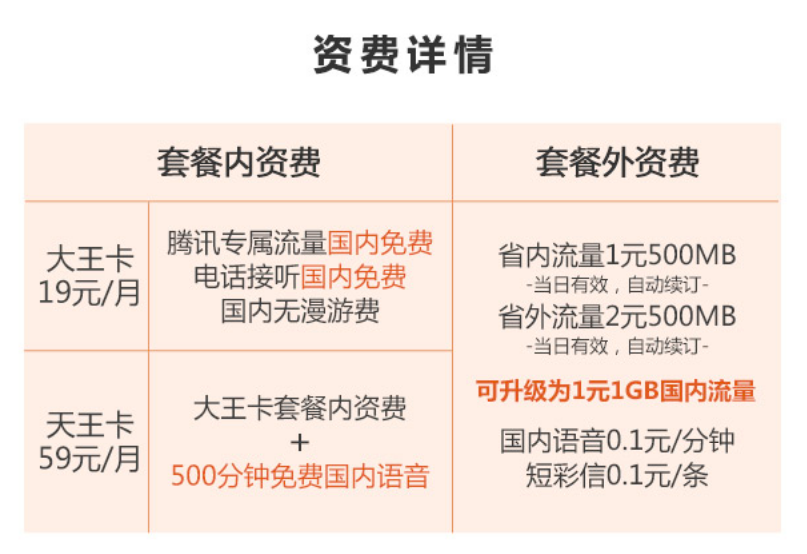 资费详情
套餐内资费
套餐外资费
大王卡
19元/月
腾讯专属流量国内免费
电话接听国内免费
国内无漫游费
天王卡
59元/月
大王卡套餐内资费
+
500分钟免费国内语音
省内流量1元500MB
-当日有效，自动续订-
省外流量2元500MB
-当日有效，自动续订-
可升级为1元1GB国内流量
国内语音0.1元/分钟
短彩信0.1元/条